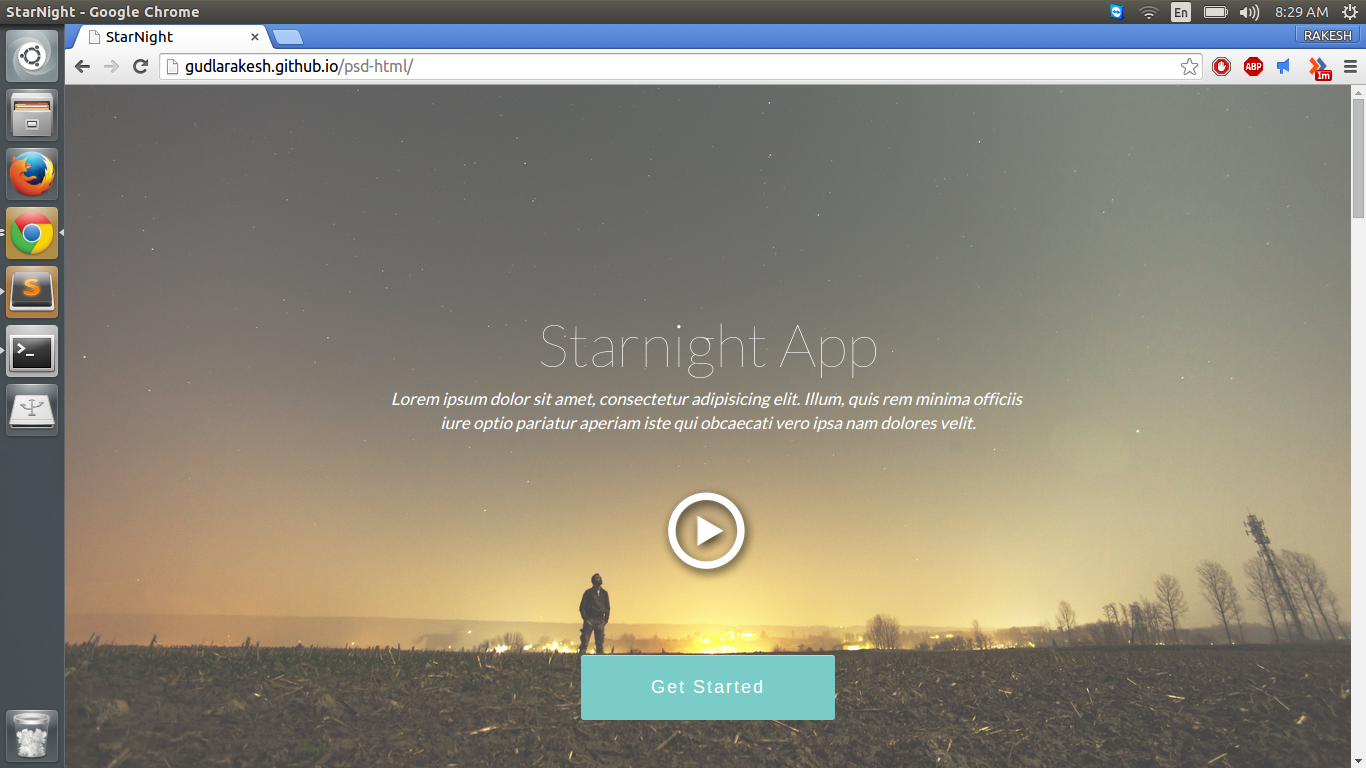 StarNight - Google Chrome
En
8:29 AM
StarNight
RAKESH
gudlarakesh.github.io/psd-html/
ABP
1m
S
>_
Starnight App
Lorem ipsum dolor sit amet, consectetur adipisicing elit. Illum, quis rem minima officiis
iure optio pariatur aperiam iste qui obcaecati vero ipsa nam dolores velit.
Get Started